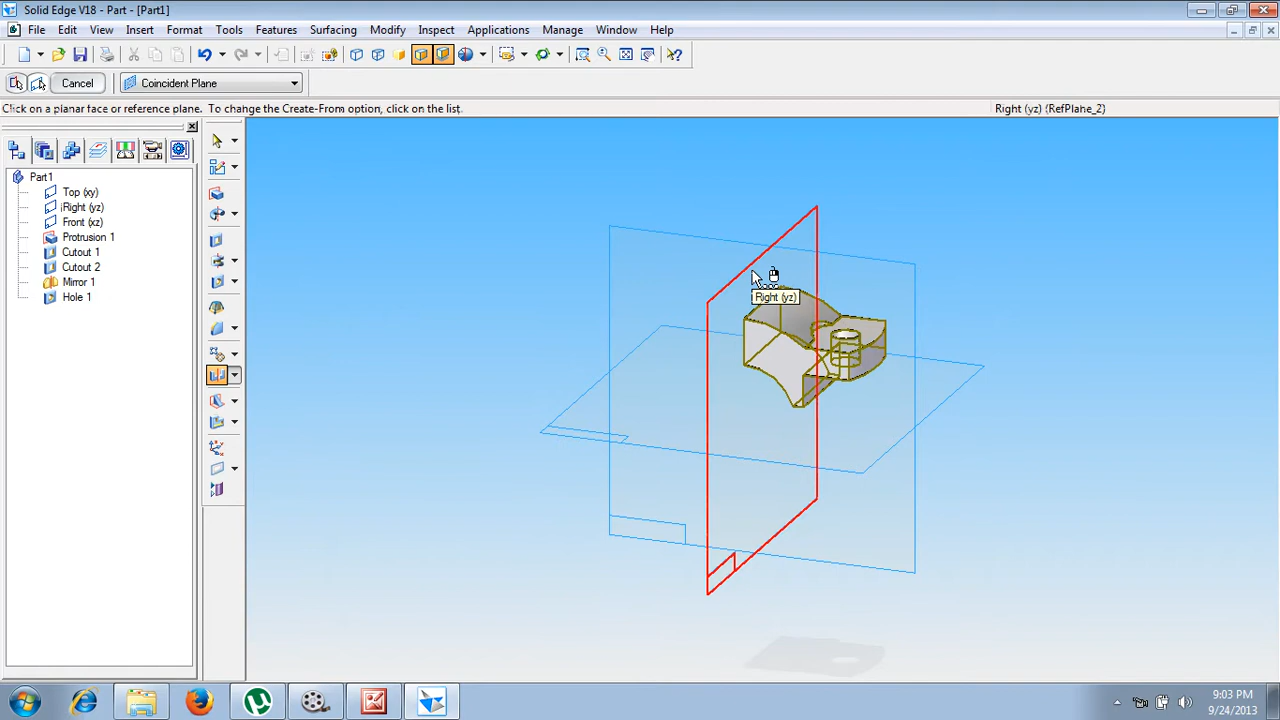 Solid Edge V18 - Part - [Part1]
File Edit View Insert Format Tools Features Surfacing Modify Inspect Applications Manage Window Help
Cancel Coincident Plane
Click on a planar face or reference plane. To change the Create-From option, click on the list. Right (yz) {RefPlane_2}
Part1
Top (xy)
Right (yz)
Front (xz)
Protrusion 1
Cutout 1
Cutout 2
Mirror 1
Hole 1
Right (yz)
9:03 PM
9/24/2013